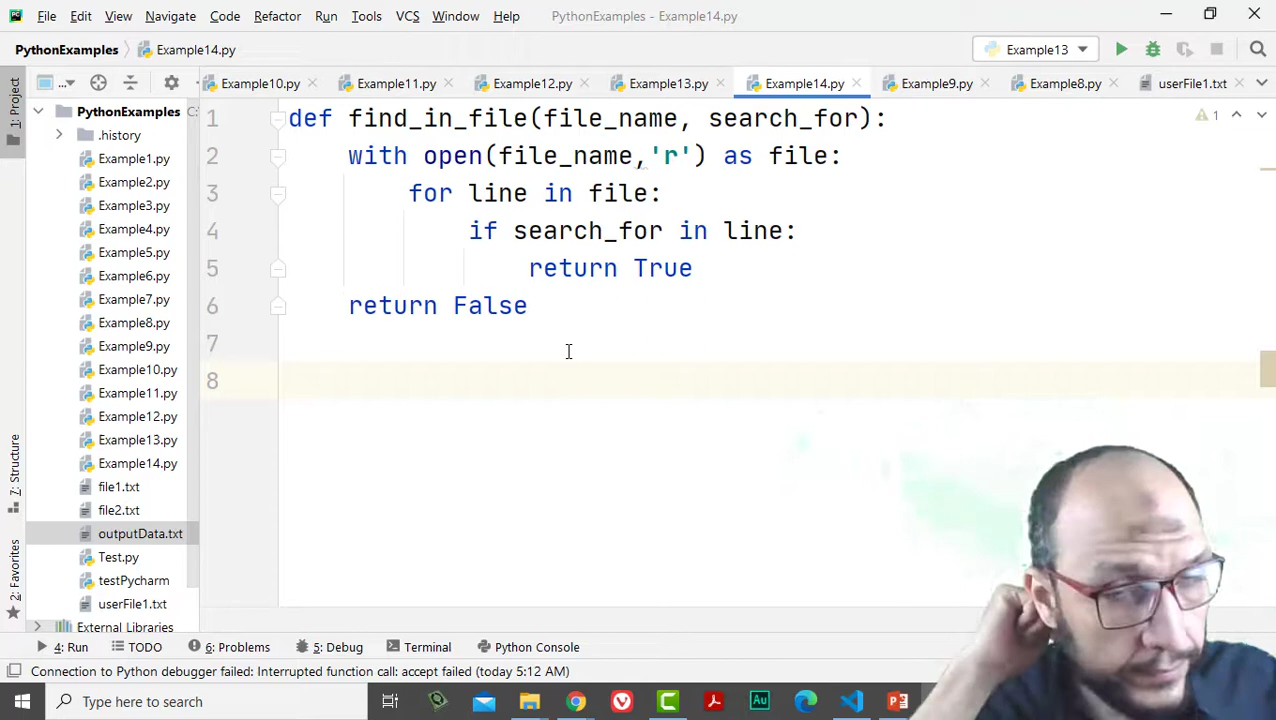 File Edit View Navigate Code Refactor Run Tools VCS Window Help PythonExamples - Example14.py
PythonExamples Example14.py Example13
1: Project
...
Example10.py Example11.py Example12.py Example13.py Example14.py Example9.py Example8.py userFile1.txt
PythonExamples
.history
Example1.py
Example2.py
Example3.py
Example4.py
Example5.py
Example6.py
Example7.py
Example8.py
Example9.py
Example10.py
Example11.py
Example12.py
Example13.py
Example14.py
file1.txt
file2.txt
outputData.txt
Test.py
testPycharm
userFile1.txt
External Libraries
1 def find_in_file(file_name, search_for):
2 with open(file_name,'r') as file:
3 for line in file:
4 if search_for in line:
5 return True
6 return False
7
8
1
7: Structure
2: Favorites
4: Run TODO 6: Problems 5: Debug Terminal Python Console
Connection to Python debugger failed: Interrupted function call: accept failed (today 5:12 AM)
Type here to search